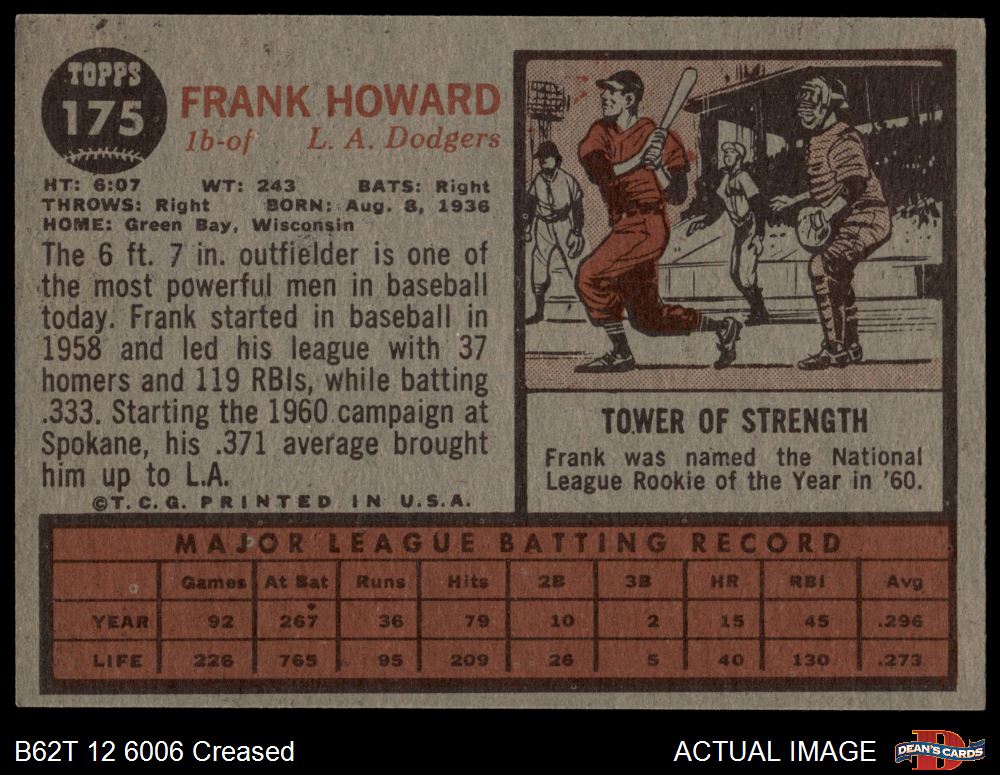 TOPPS
175
FRANK HOWARD
1b-of L. A. Dodgers
HT: 6:07 WT: 243 BATS: Right
THROWS: Right BORN: Aug. 8, 1936
HOME: Green Bay, Wisconsin
The 6 ft. 7 in. outfielder is one of
the most powerful men in baseball
today. Frank started in baseball in
1958 and led his league with 37
homers and 119 RBIs, while batting
.333. Starting the 1960 campaign at
Spokane, his .371 average brought
him up to L.A.
©T.C.G. PRINTED IN U.S.A.
TOWER OF STRENGTH
Frank was named the National
League Rookie of the Year in '60.
MAJOR LEAGUE BATTING RECORD
Games At Bat Runs Hits 2B 3B HR RBI Avg
YEAR 92 267 36 79 10 2 15 45 .296
LIFE 226 765 95 209 26 5 40 130 .273
B62T 12 6006 Creased
ACTUAL IMAGE
D
DEAN'S CARDS